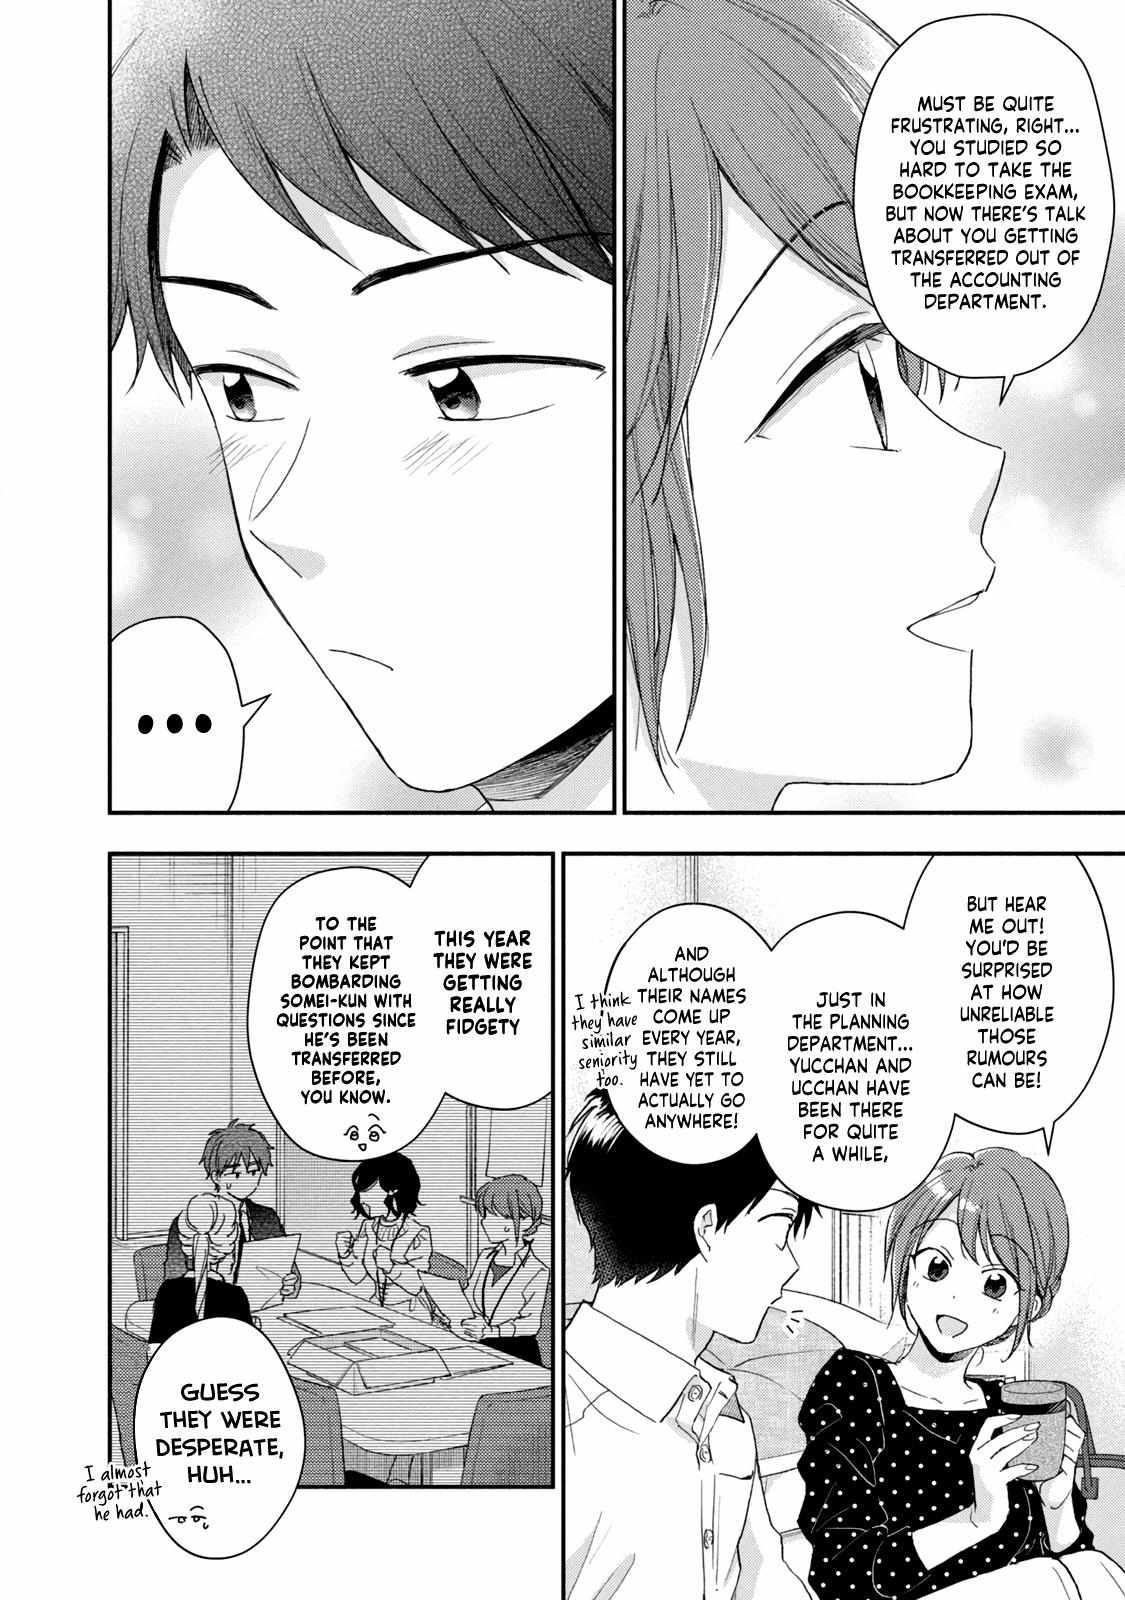 MUST BE QUITE
FRUSTRATING, RIGHT...
YOU STUDIED SO
HARD TO TAKE THE
BOOKKEEPING EXAM,
BUT NOW THERE'S TALK
ABOUT YOU GETTING
TRANSFERRED OUT OF
THE ACCOUNTING
DEPARTMENT.
...
BUT HEAR
ME OUT!
YOU'D BE
SURPRISED
AT HOW
UNRELIABLE
THOSE
RUMOURS
CAN BE!
JUST IN
THE PLANNING
DEPARTMENT...
YUCCHAN AND
UCCHAN HAVE
BEEN THERE
FOR QUITE
A WHILE,
AND
ALTHOUGH
THEIR NAMES
COME UP
EVERY YEAR,
THEY STILL
HAVE YET TO
ACTUALLY GO
ANYWHERE!
I think
they have
similar
seniority
too.
THIS YEAR
THEY WERE
GETTING
REALLY
FIDGETY
TO THE
POINT THAT
THEY KEPT
BOMBARDING
SOMEI-KUN WITH
QUESTIONS SINCE
HE'S BEEN
TRANSFERRED
BEFORE,
YOU KNOW.
GUESS
THEY WERE
DESPERATE,
HUH...
I almost
forgot that
he had.